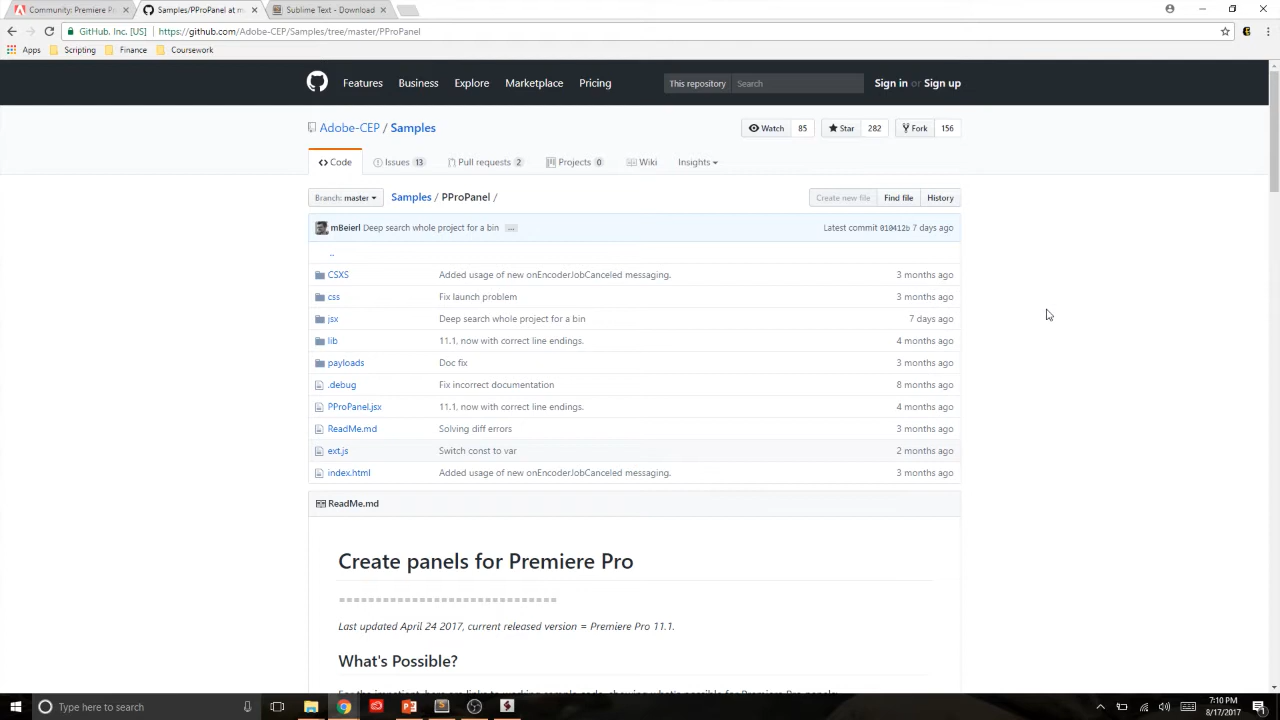 Community: Premiere Pr
Samples/PProPanel at m
Sublime Text - Download
GitHub, Inc. [US]
https://github.com/Adobe-CEP/Samples/tree/master/PProPanel
Apps
Scripting
Finance
Coursework
Features
Business
Explore
Marketplace
Pricing
This repository
Search
Sign in or Sign up
Adobe-CEP / Samples
Watch 85
Star 282
Fork 156
Code
Issues 13
Pull requests 2
Projects 0
Wiki
Insights
Branch: master
Samples / PProPanel /
Create new file
Find file
History
mBeierl Deep search whole project for a bin ...
Latest commit 010412b 7 days ago
..
CSXS Added usage of new onEncoderJobCanceled messaging. 3 months ago
css Fix launch problem 3 months ago
jsx Deep search whole project for a bin 7 days ago
lib 11.1, now with correct line endings. 4 months ago
payloads Doc fix 3 months ago
.debug Fix incorrect documentation 8 months ago
PProPanel.jsx 11.1, now with correct line endings. 4 months ago
ReadMe.md Solving diff errors 3 months ago
ext.js Switch const to var 2 months ago
index.html Added usage of new onEncoderJobCanceled messaging. 3 months ago
ReadMe.md
Create panels for Premiere Pro
============================
Last updated April 24 2017, current released version = Premiere Pro 11.1.
What's Possible?
Type here to search
7:10 PM
8/17/2017